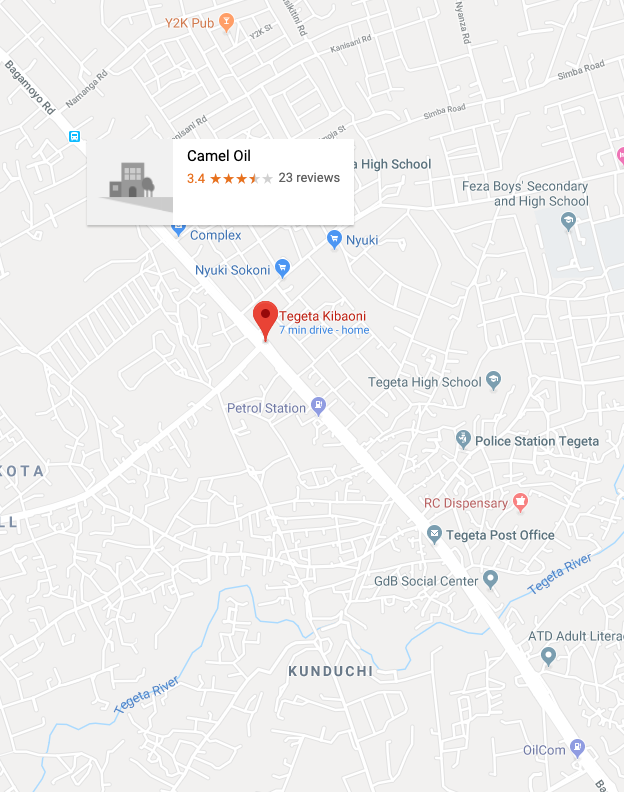 Y2K Pub
Y2K St
Kanisani Rd
Nyanza Rd
Simba Road
Bagamoyo Rd
Namanga Rd
Simba Road
Camel Oil
3.4
23 reviews
High School
Feza Boys' Secondary
and High School
Complex
Nyuki
Nyuki Sokoni
Tegeta Kibaoni
7 min drive - home
Tegeta High School
Petrol Station
Police Station Tegeta
KOTA
RC Dispensary
Tegeta Post Office
GdB Social Center
Tegeta River
ATD Adult
KUNDUCHI
Tegeta River
OilCom